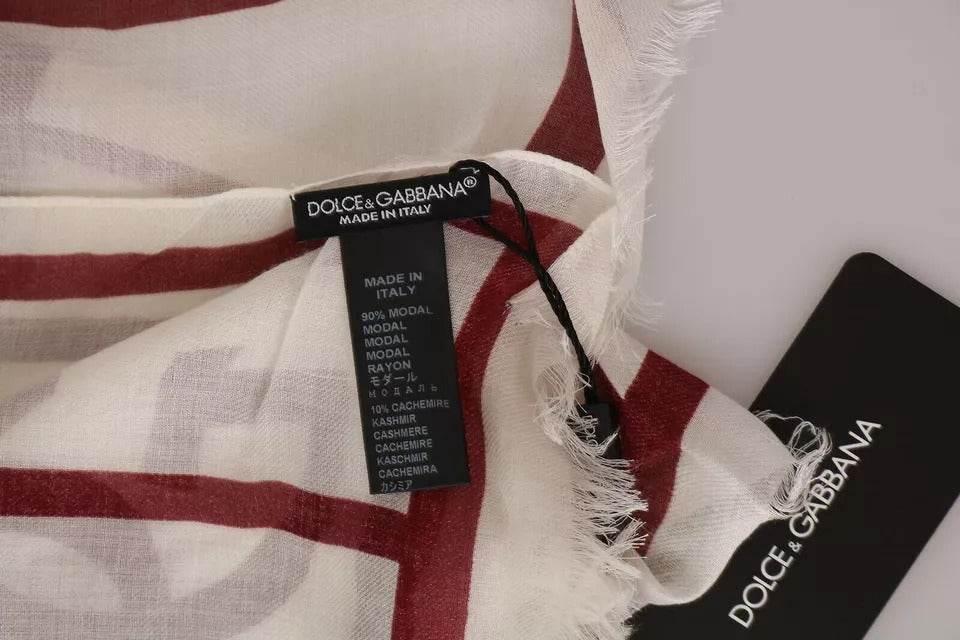 DOLCE & GABBANA®
MADE IN ITALY
MADE IN
ITALY
90% MODAL
MODAL
MODAL
MODAL
RAYON
モダール
МОДАЛЬ
10% CACHEMIRE
KASHMIR
CASHMERE
CACHEMIRE
KASCHMIR
CACHEMIRA
カシミア
DOLCE & GABBANA